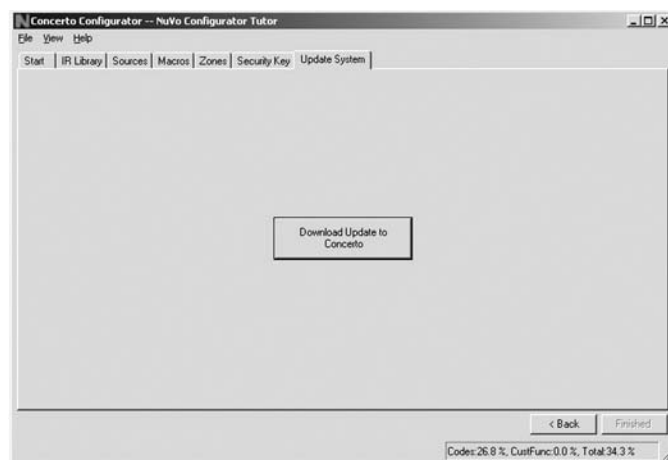 Concerto Configurator -- NuVo Configurator Tutor
File View Help
Start IR Library Sources Macros Zones Security Key Update System
Download Update to
Concerto
< Back Finished
Codes:26.8 %, CustFunc:0.0 %, Total:34.3 %